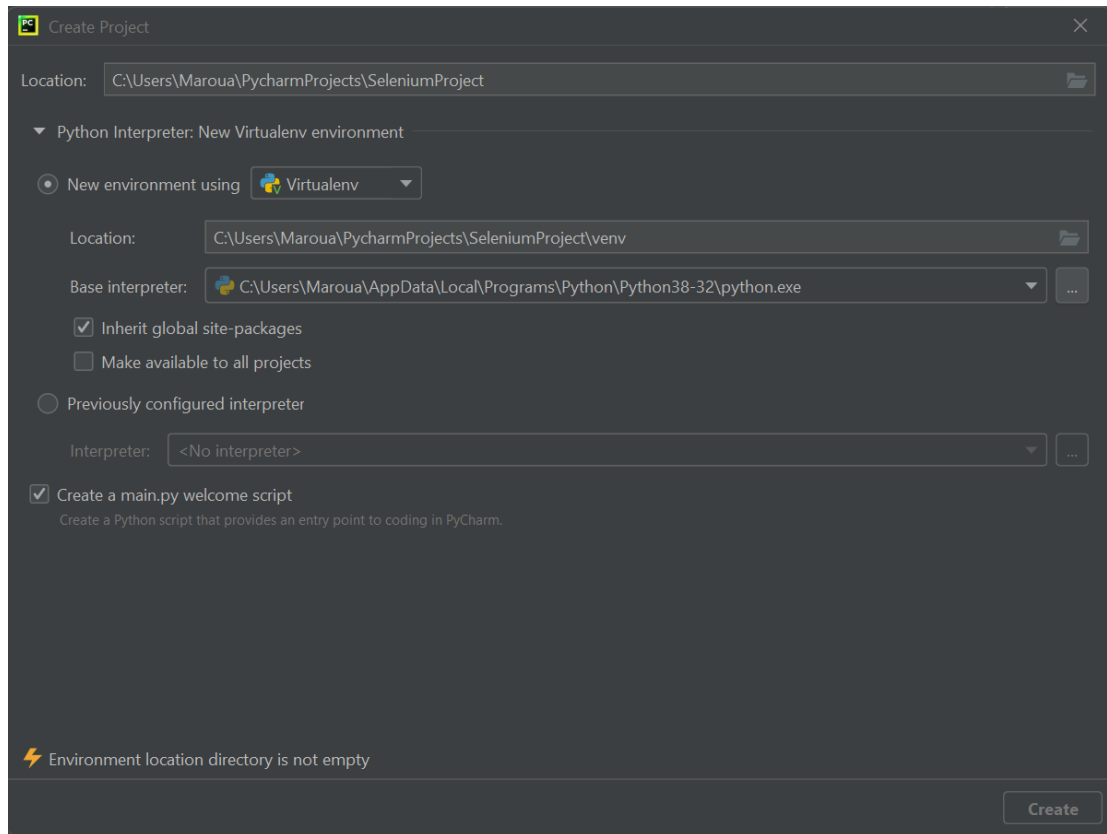 Create Project
Location: C:\Users\Maroua\PycharmProjects\SeleniumProject
Python Interpreter: New Virtualenv environment
New environment using Virtualenv
Location: C:\Users\Maroua\PycharmProjects\SeleniumProject\venv
Base interpreter: C:\Users\Maroua\AppData\Local\Programs\Python\Python38-32\python.exe ...
Inherit global site-packages
Make available to all projects
Previously configured interpreter
Interpreter: <No interpreter> ...
Create a main.py welcome script
Create a Python script that provides an entry point to coding in PyCharm.
Environment location directory is not empty
Create